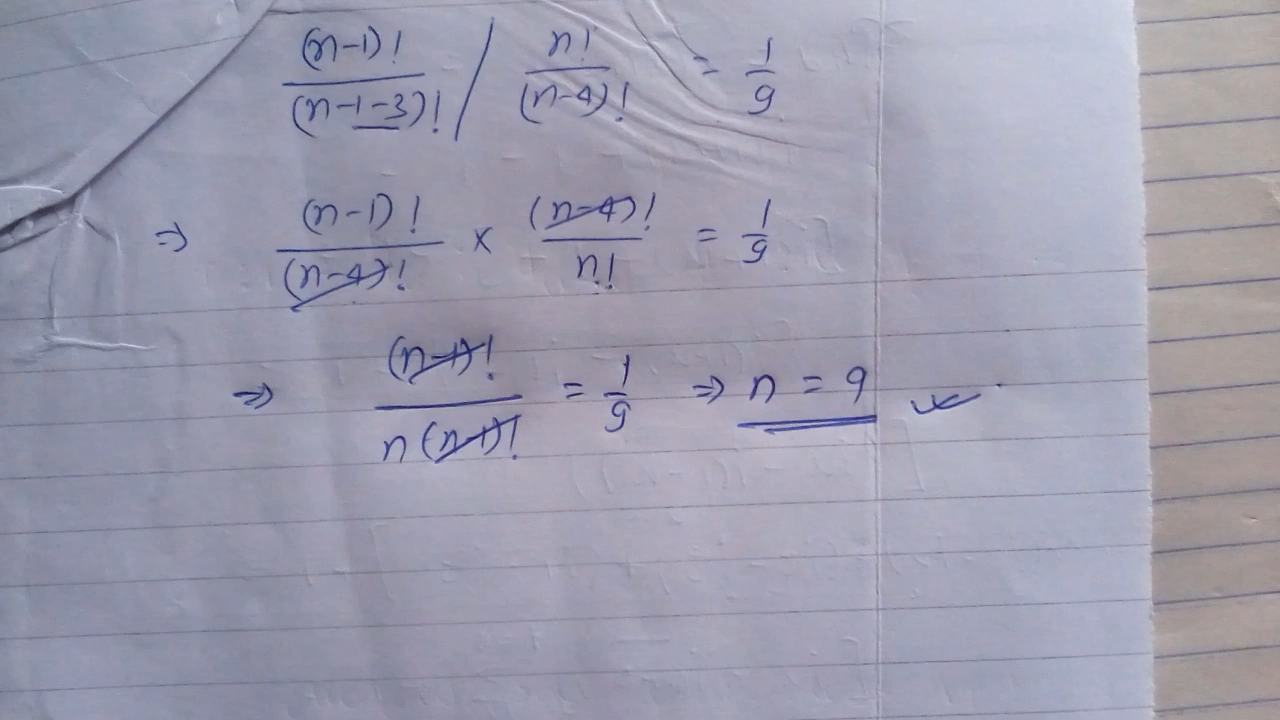 (n-1)! / (n-1-3)! / n! / (n-4)! = 1/9
⇒ (n-1)! / (n-4)! × (n-4)! / n! = 1/9
⇒ (n-1)! / n(n-1)! = 1/9 ⇒ n = 9